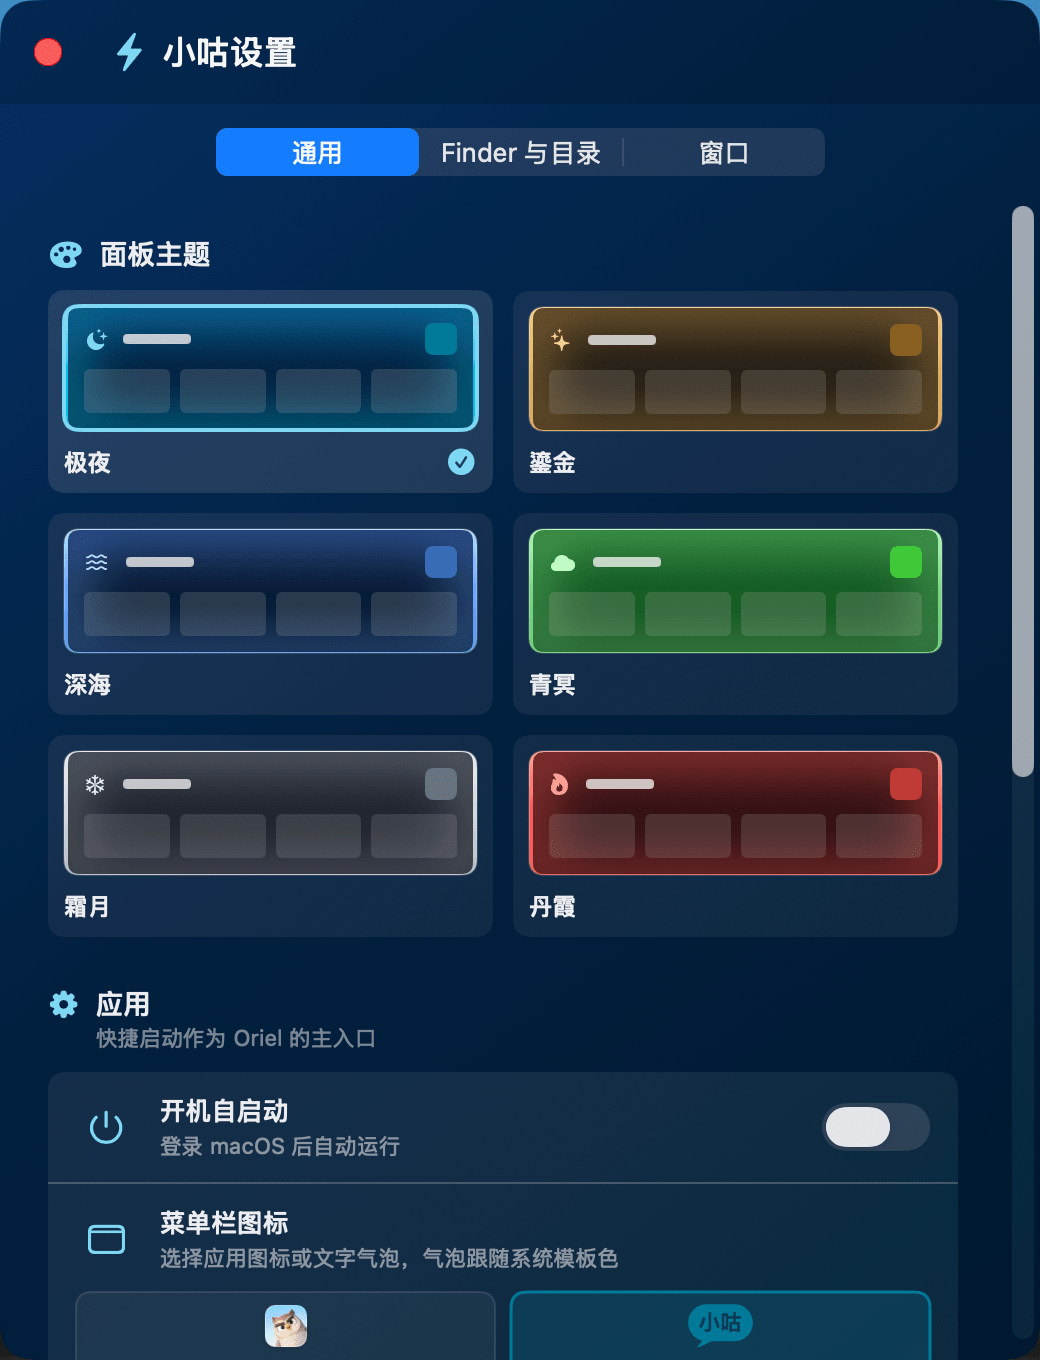 小咕设置
通用
Finder 与目录
窗口
面板主题
极夜
鎏金
深海
青冥
霜月
丹霞
应用
快捷启动作为 Oriel 的主入口
开机自启动
登录 macOS 后自动运行
菜单栏图标
选择应用图标或文字气泡，气泡跟随系统模板色
小咕